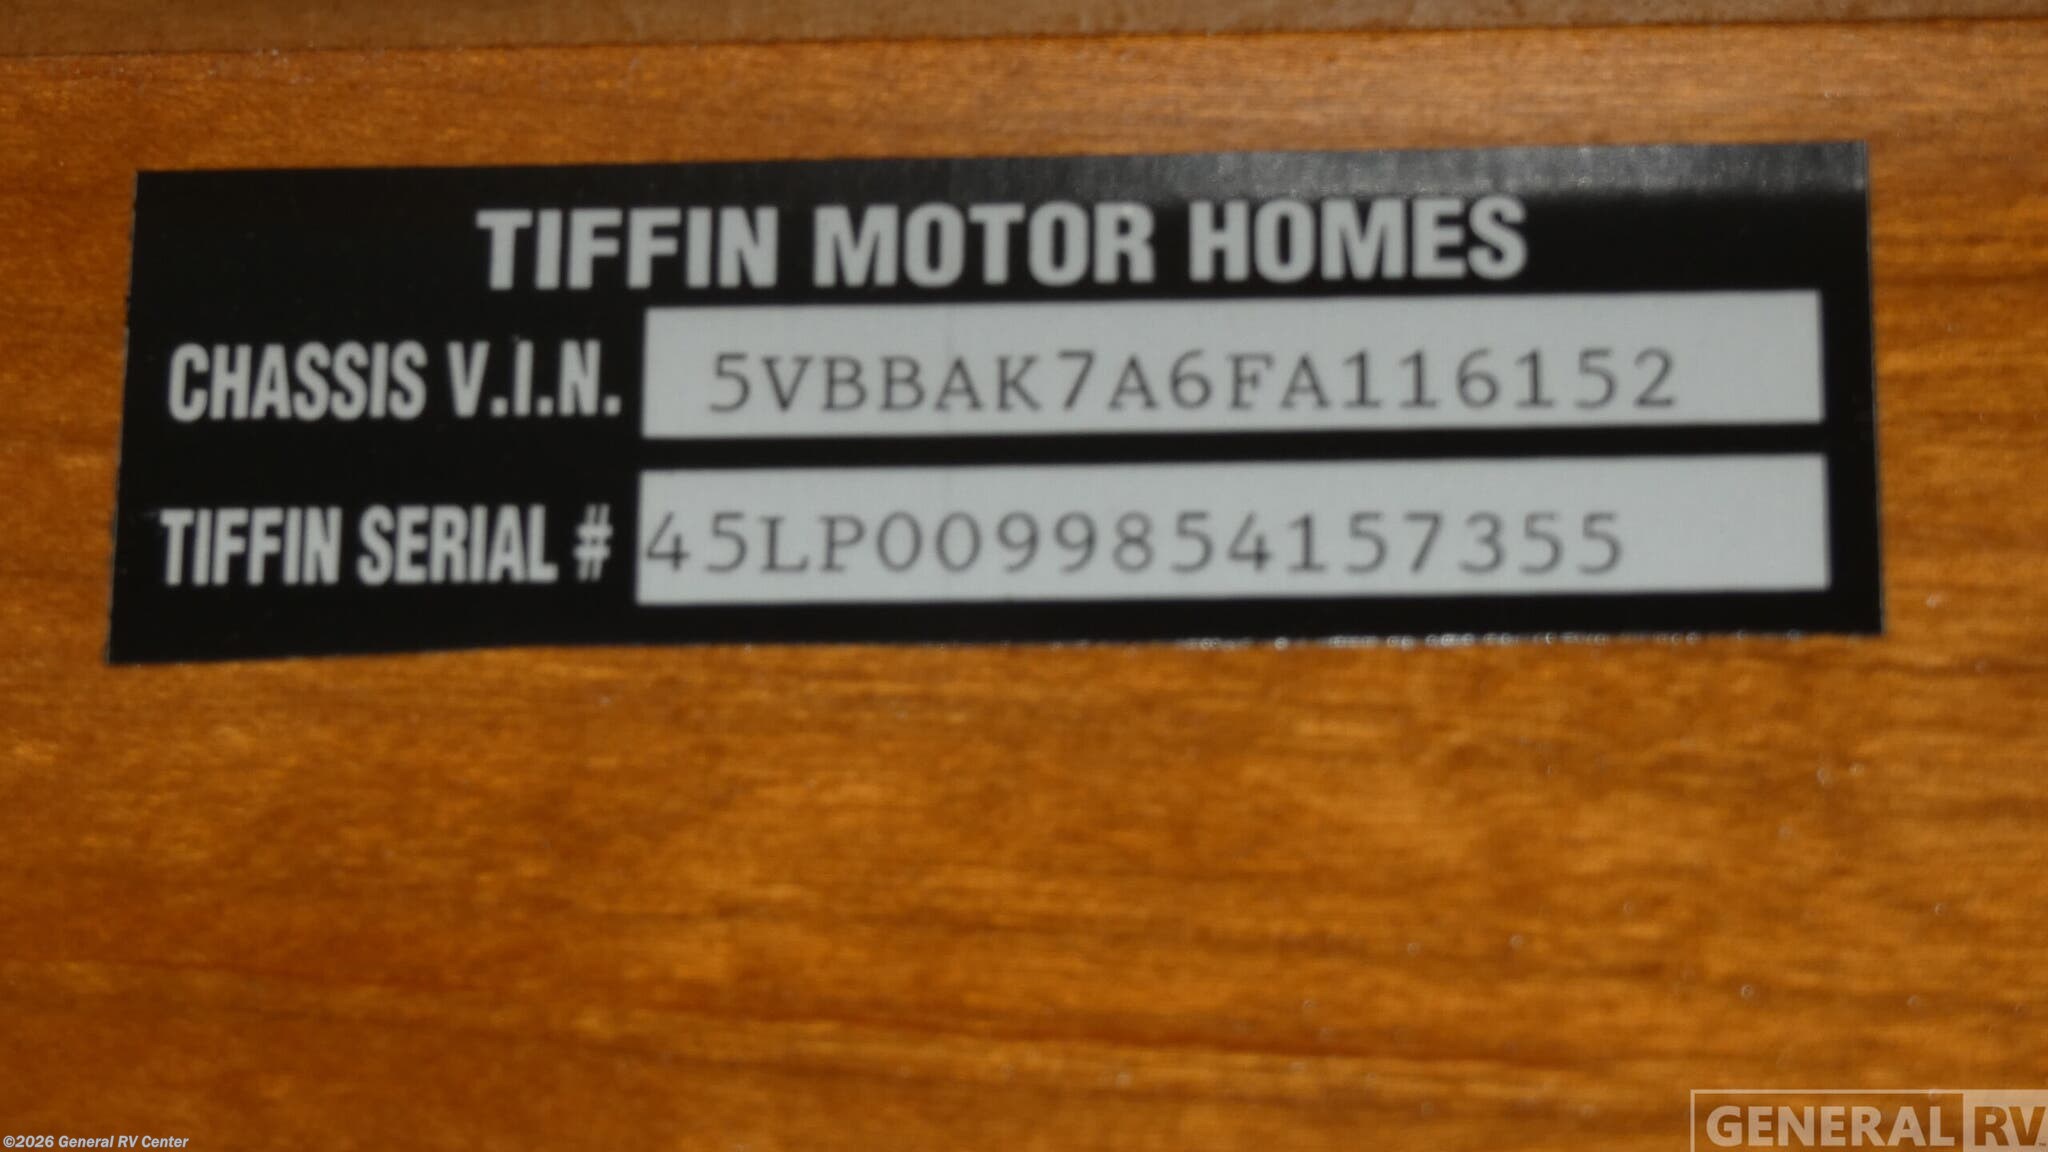 TIFFIN MOTOR HOMES
CHASSIS V.I.N. 5VBBAK7A6FA116152
TIFFIN SERIAL # 45LP0099854157355
©2026 General RV Center
GENERAL RV